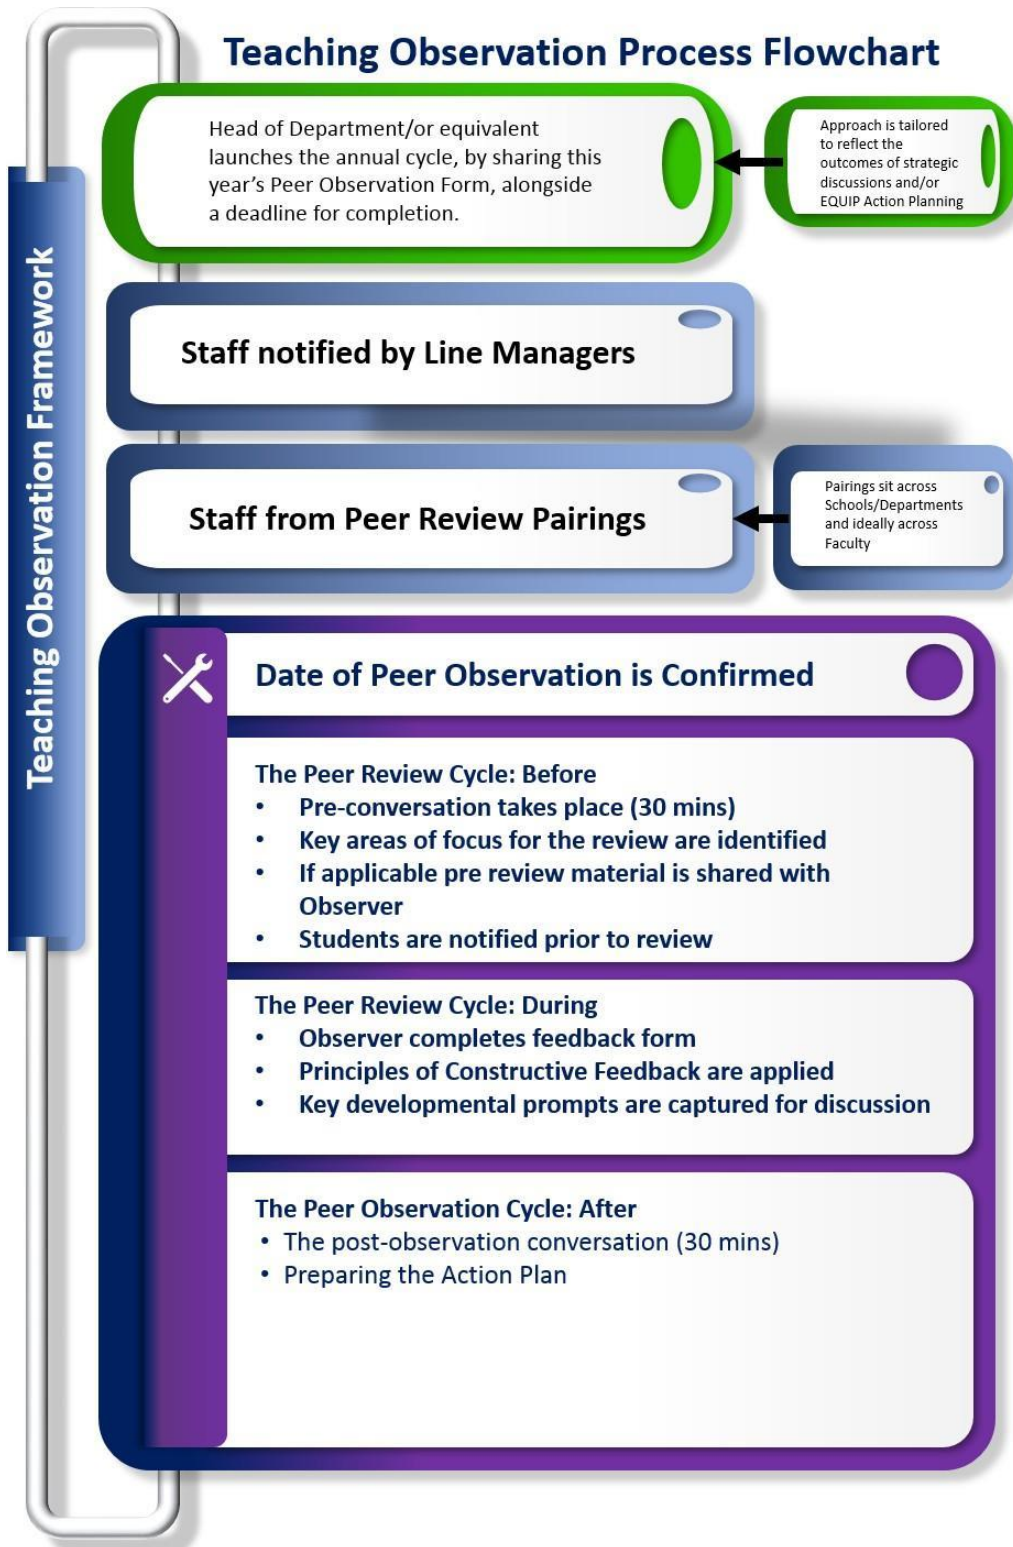 Teaching Observation Process Flowchart
Head of Department/or equivalent
launches the annual cycle, by sharing this
year's Peer Observation Form, alongside
a deadline for completion.
Approach is tailored
to reflect the
outcomes of strategic
discussions and/or
EQUIP Action Planning
Teaching Observation Framework
Staff notified by Line Managers
Staff from Peer Review Pairings
Pairings sit across
Schools/Departments
and ideally across
Faculty
Date of Peer Observation is Confirmed
The Peer Review Cycle: Before
• Pre-conversation takes place (30 mins)
• Key areas of focus for the review are identified
• If applicable pre review material is shared with
Observer
• Students are notified prior to review
The Peer Review Cycle: During
• Observer completes feedback form
• Principles of Constructive Feedback are applied
• Key developmental prompts are captured for discussion
The Peer Observation Cycle: After
• The post-observation conversation (30 mins)
• Preparing the Action Plan